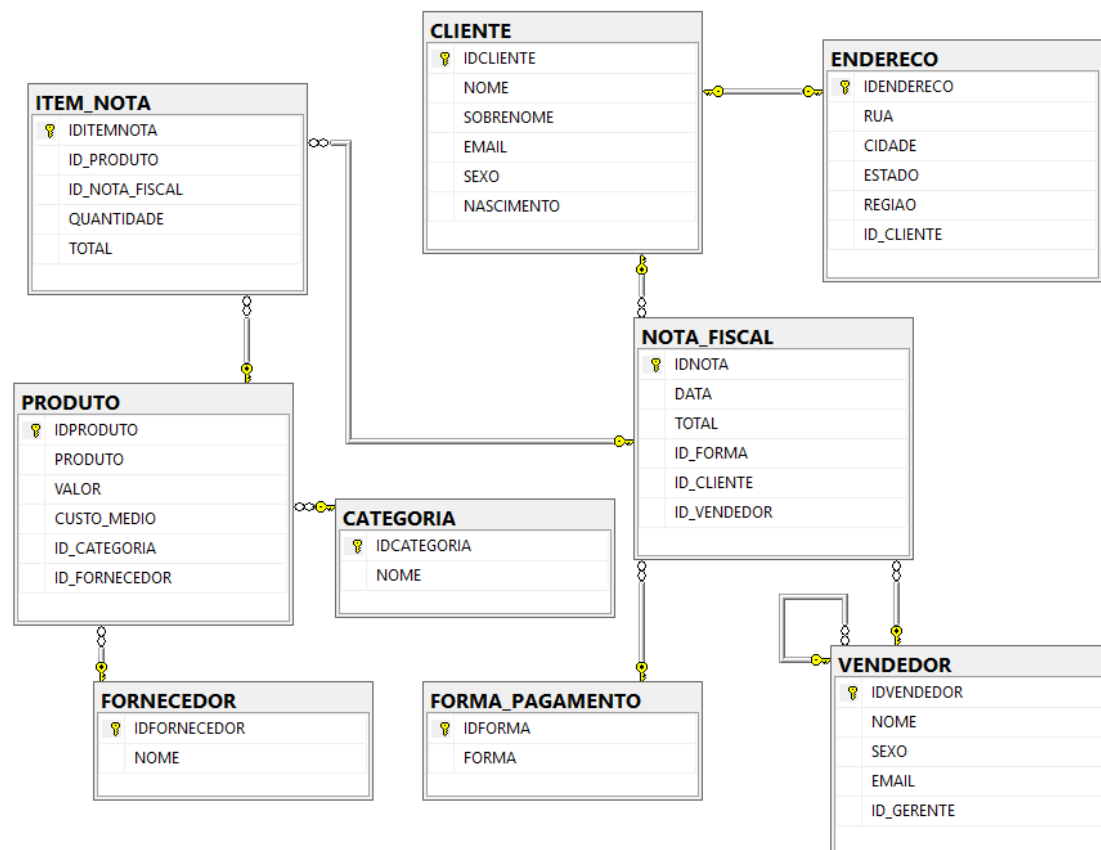 CLIENTE
IDCLIENTE
NOME
SOBRENOME
EMAIL
SEXO
NASCIMENTO
ENDERECO
IDENDERECO
RUA
CIDADE
ESTADO
REGIAO
ID_CLIENTE
ITEM_NOTA
IDITEMNOTA
ID_PRODUTO
ID_NOTA_FISCAL
QUANTIDADE
TOTAL
NOTA_FISCAL
IDNOTA
DATA
TOTAL
ID_FORMA
ID_CLIENTE
ID_VENDEDOR
PRODUTO
IDPRODUTO
PRODUTO
VALOR
CUSTO_MEDIO
ID_CATEGORIA
ID_FORNECEDOR
CATEGORIA
IDCATEGORIA
NOME
FORNECEDOR
IDFORNECEDOR
NOME
FORMA_PAGAMENTO
IDFORMA
FORMA
VENDEDOR
IDVENDEDOR
NOME
SEXO
EMAIL
ID_GERENTE